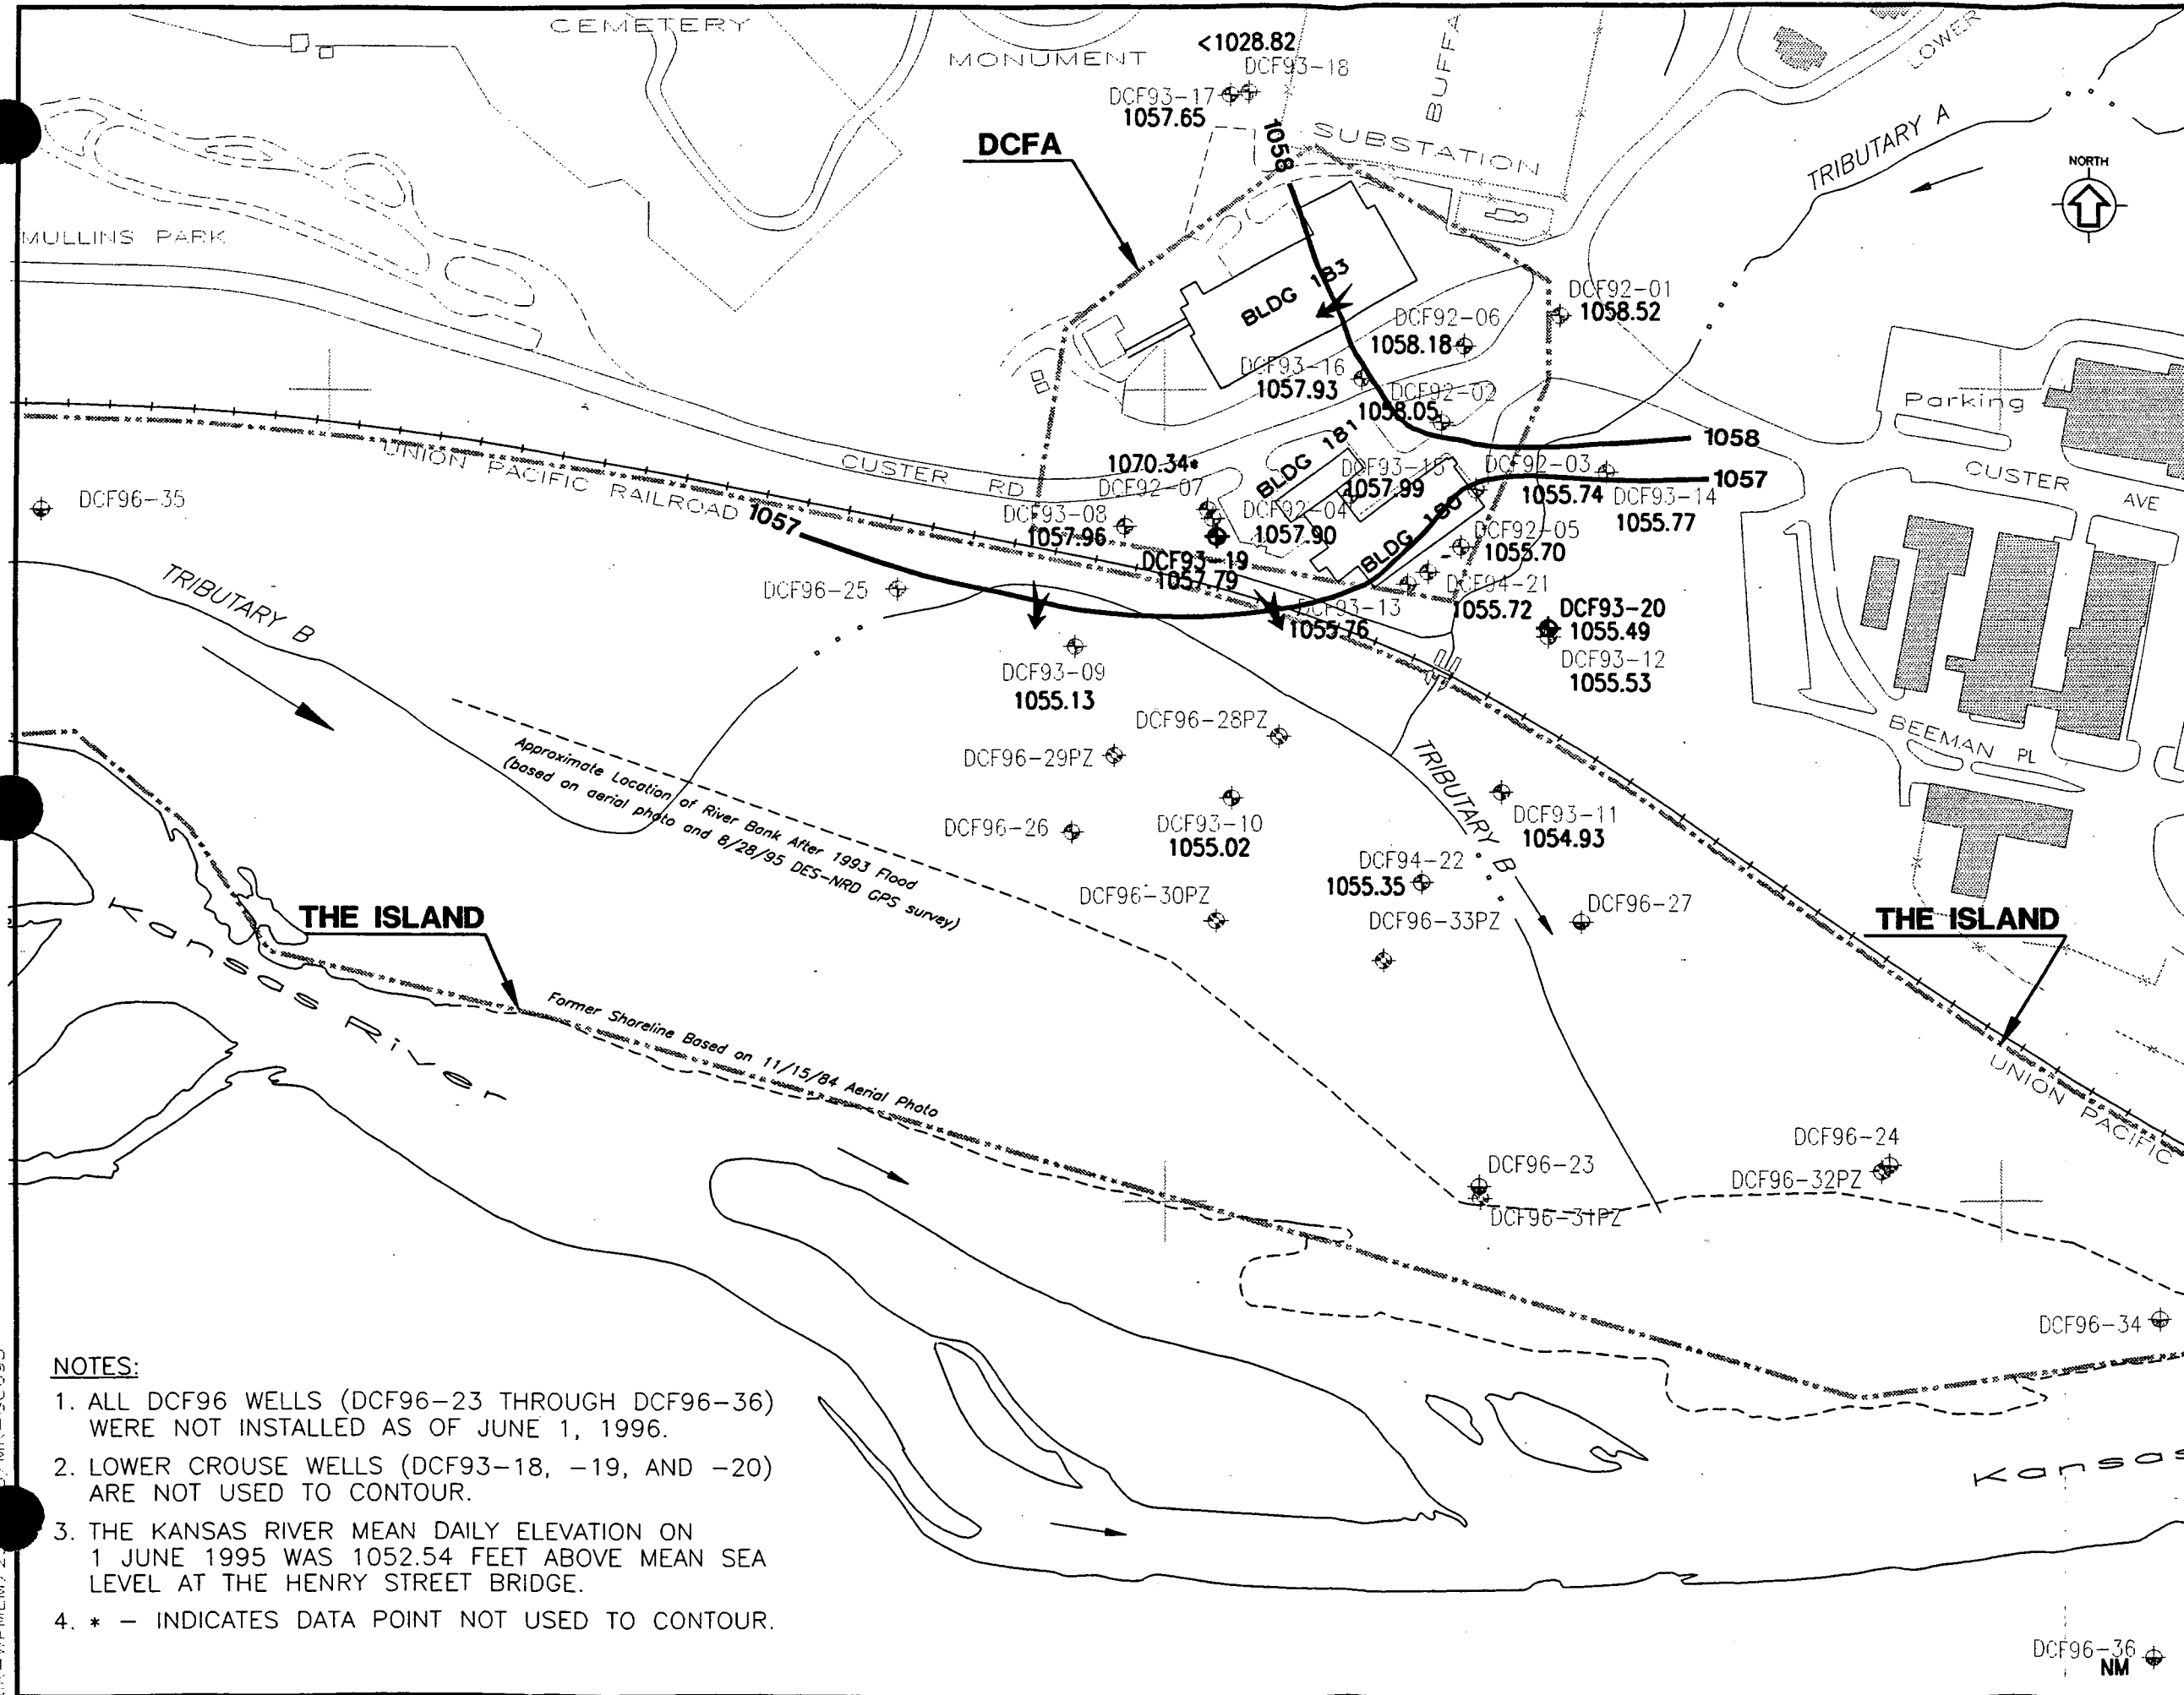 CEMETERY
MONUMENT
<1028.82
DCF93-18
DCF93-17
1057.65
BUFFA
LOWER
SUBSTATION
1058
DCFA
TRIBUTARY A
NORTH
MULLINS PARK
BLDG 183
DCF92-01
1058.52
DCF92-06
1058.18
DCF93-16
1057.93
DCF92-02
1058.05
Parking
BLDG 181
1058
UNION PACIFIC RAILROAD
CUSTER RD
1070.34*
DCF92-07
DCF93-15
1057.99
DCF92-03
1055.74
1057
CUSTER AVE
DCF93-14
1055.77
DCF96-35
1057
DCF93-08
1057.96
DCF92-04
1057.90
BLDG 180
DCF92-05
1055.70
DCF93-19
1057.79
TRIBUTARY B
DCF96-25
DCF93-13
1055.76
DCF94-21
1055.72
DCF93-20
1055.49
DCF93-12
1055.53
DCF93-09
1055.13
DCF96-28PZ
DCF96-29PZ
BEEMAN PL
TRIBUTARY B
Approximate Location of River Bank After 1993 Flood
(based on aerial photo and 8/28/95 DES-NRD GPS survey)
DCF96-26
DCF93-10
1055.02
DCF93-11
1054.93
DCF94-22
1055.35
DCF96-30PZ
DCF96-33PZ
DCF96-27
THE ISLAND
THE ISLAND
Kansas River
Former Shoreline Based on 11/15/84 Aerial Photo
UNION PACIFIC
DCF96-24
DCF96-32PZ
DCF96-23
DCF96-31PZ
DCF96-34
Kansas
NOTES:
1. ALL DCF96 WELLS (DCF96-23 THROUGH DCF96-36)
WERE NOT INSTALLED AS OF JUNE 1, 1996.
2. LOWER CROUSE WELLS (DCF93-18, -19, AND -20)
ARE NOT USED TO CONTOUR.
3. THE KANSAS RIVER MEAN DAILY ELEVATION ON
1 JUNE 1995 WAS 1052.54 FEET ABOVE MEAN SEA
LEVEL AT THE HENRY STREET BRIDGE.
4. * – INDICATES DATA POINT NOT USED TO CONTOUR.
DCF96-36
NM